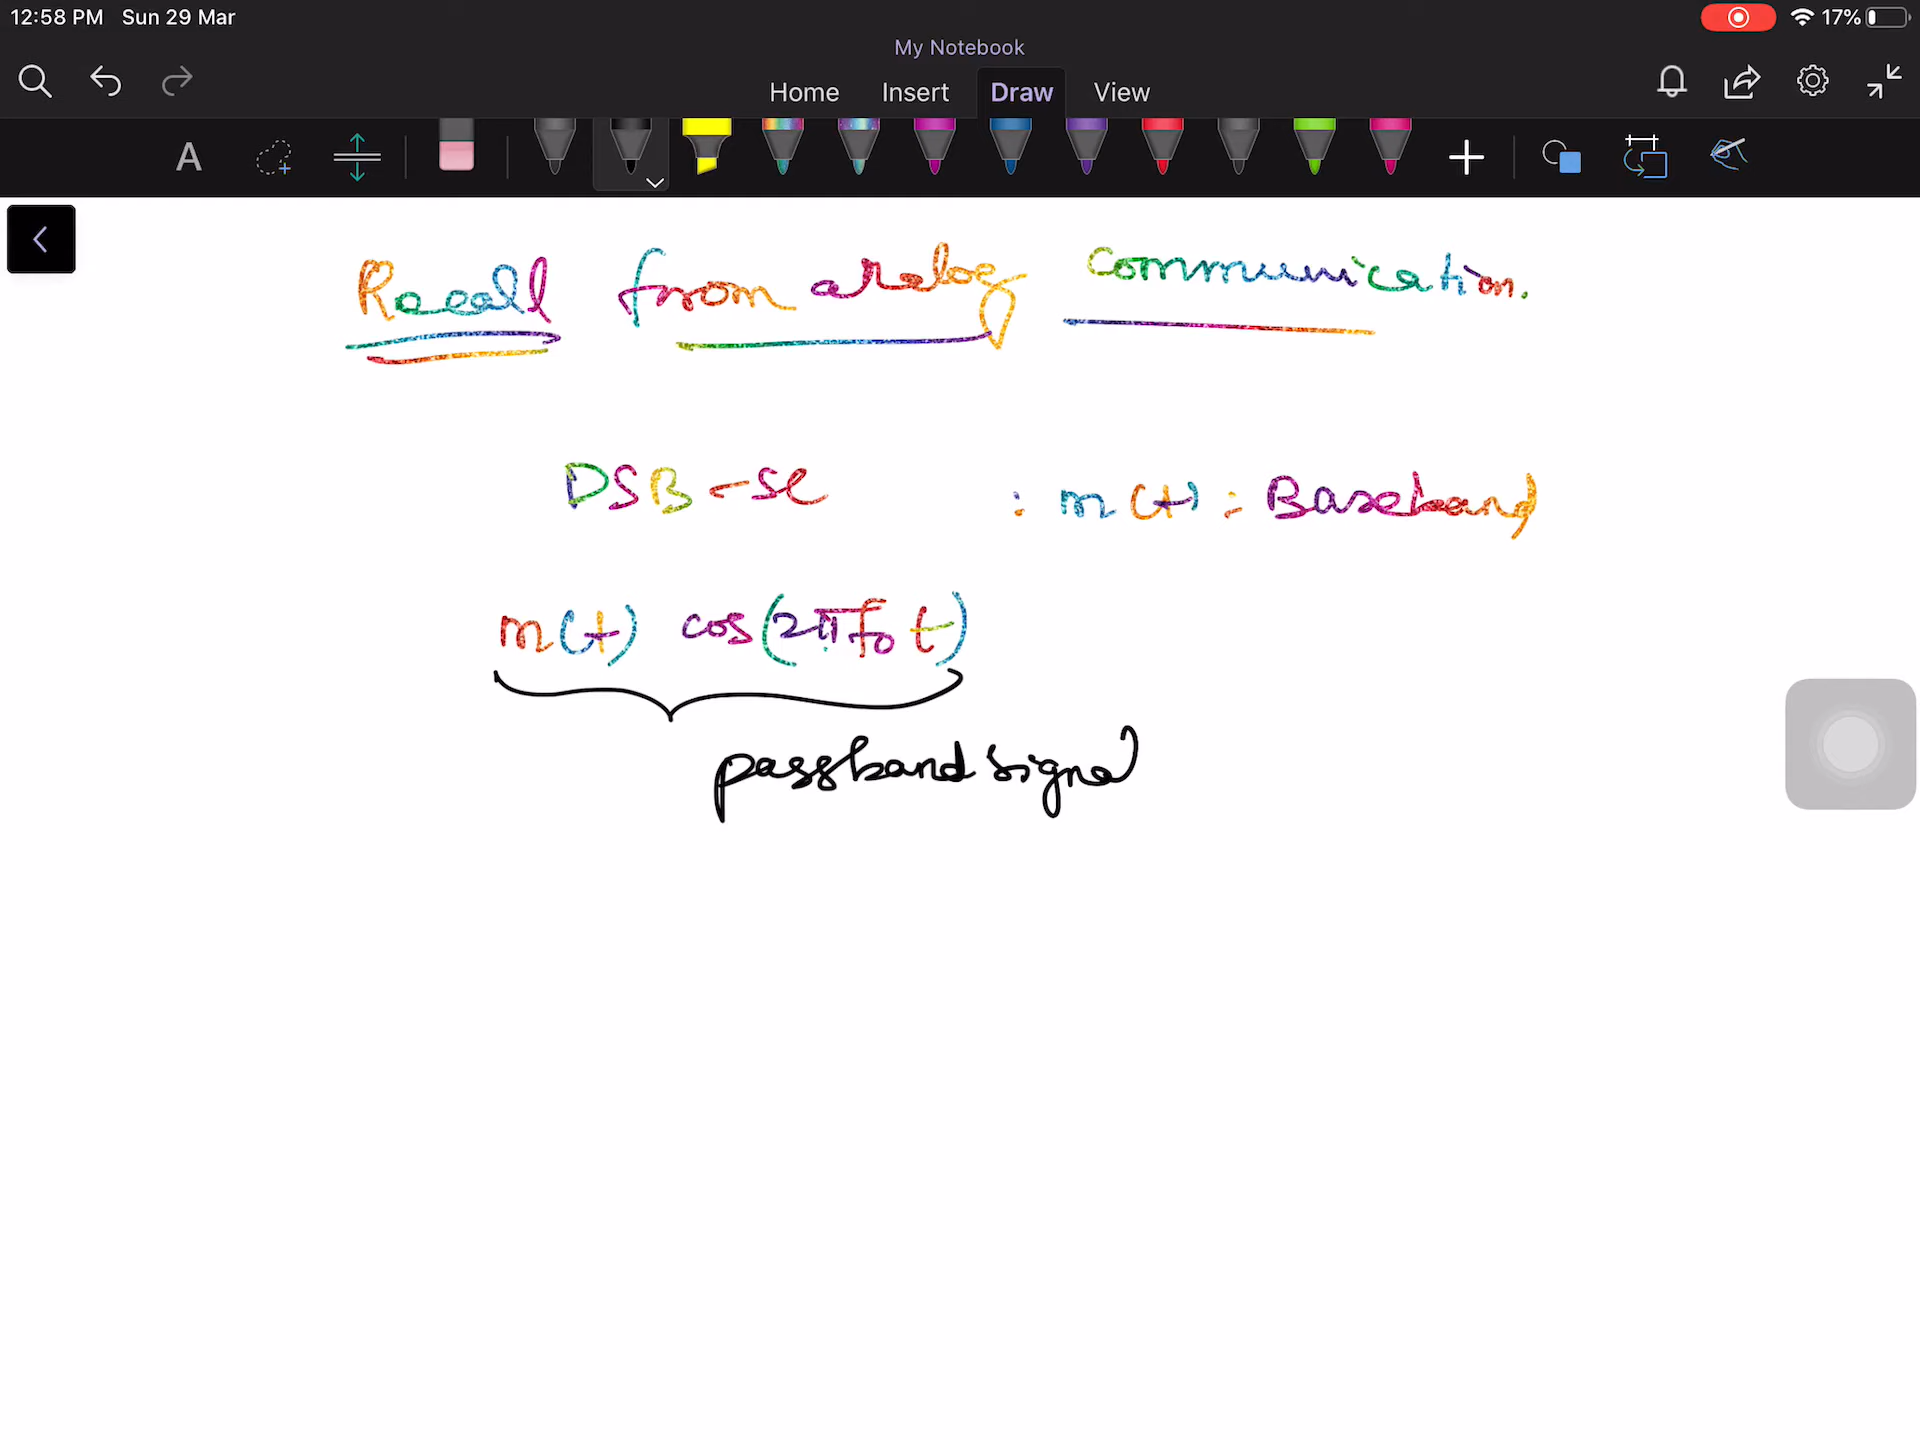 12:58 PM Sun 29 Mar
17%
My Notebook
Home Insert Draw View
A
Recall from analog communication.
DSB-SC : m(t) : Baseband
m(t) cos(2πf₀t)
passband signal